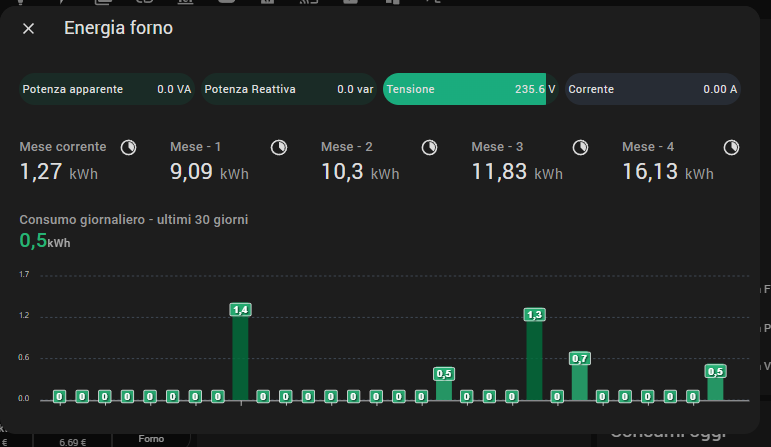 Energia forno
Potenza apparente 0.0 VA Potenza Reattiva 0.0 var Tensione 235.6 V Corrente 0.00 A
Mese corrente Mese - 1 Mese - 2 Mese - 3 Mese - 4
1,27 kWh 9,09 kWh 10,3 kWh 11,83 kWh 16,13 kWh
Consumo giornaliero - ultimi 30 giorni
0,5 kWh
1.7
1.2
0.6
0.0
0 0 0 0 0 0 0 0 1,4 0 0 0 0 0 0 0 0 0,5 0 0 0 1,3 0 0,7 0 0 0 0 0 0,5
€ 6.69 € Forno
Consumi oggi